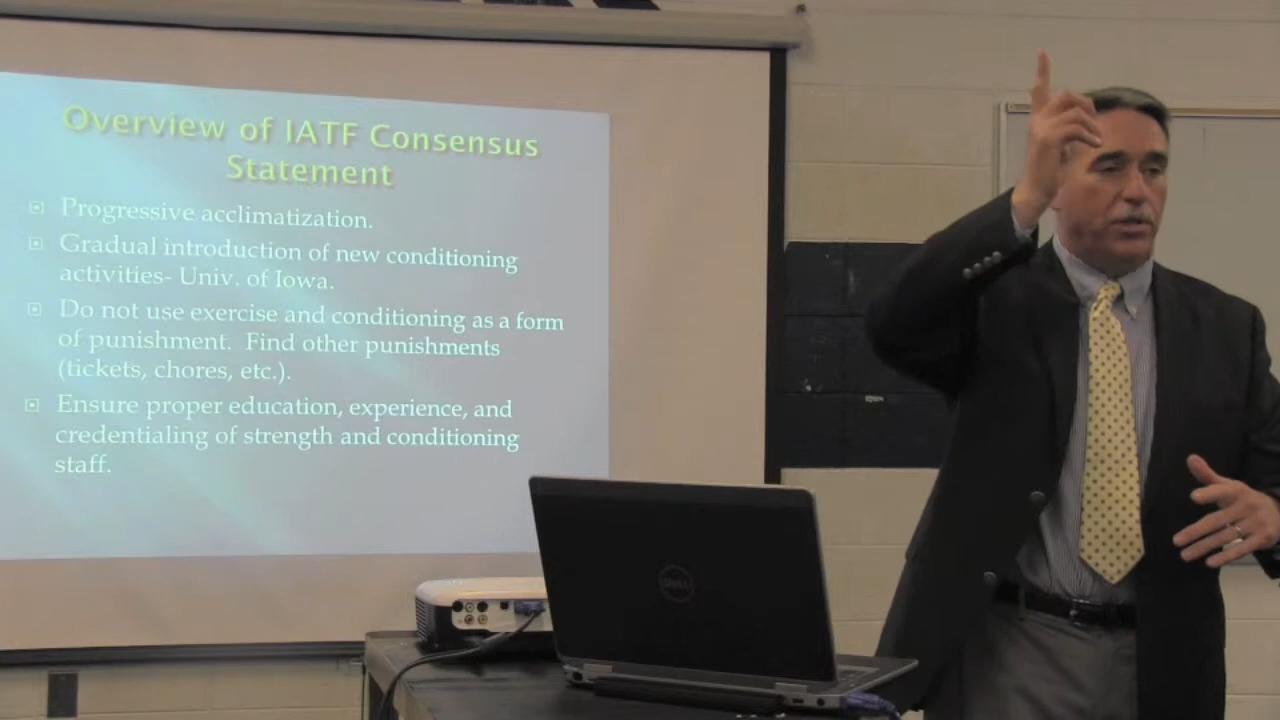 Overview of IATF Consensus
Statement
Progressive acclimatization.
Gradual introduction of new conditioning
activities- Univ. of Iowa.
Do not use exercise and conditioning as a form
of punishment. Find other punishments
(tickets, chores, etc.).
Ensure proper education, experience, and
credentialing of strength and conditioning
staff.
DELL